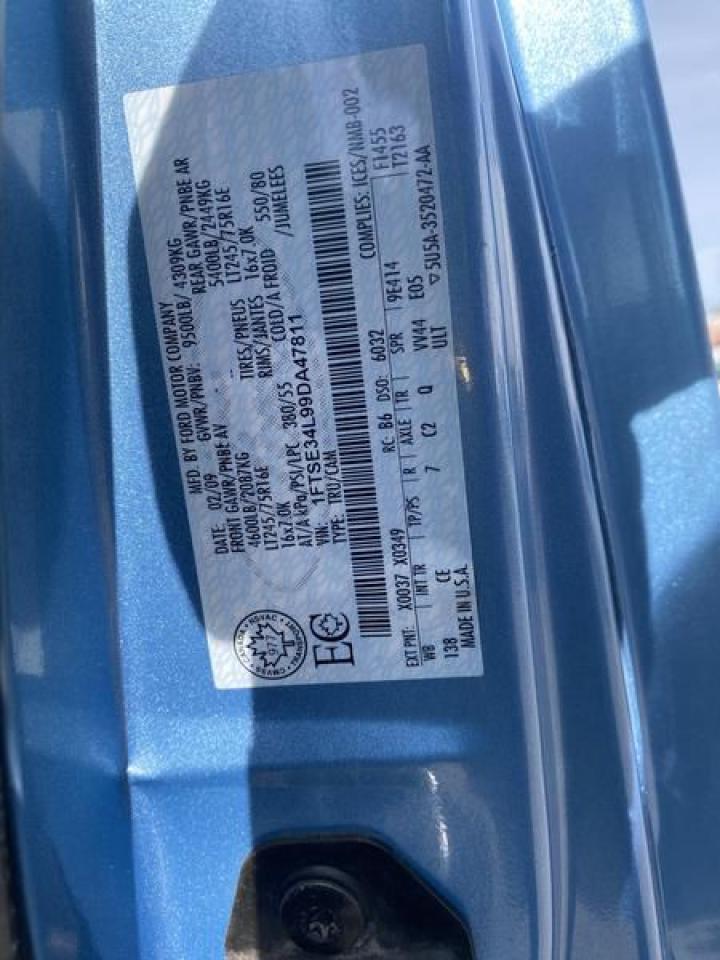 MFD. BY FORD MOTOR COMPANY
DATE: 02/09 GVWR/PNBV: 9500LB/ 4309KG
FRONT GAWR/PNBE AV REAR GAWR/PNBE AR
4600LB/2087KG 5400LB/2449KG
LT245/75R16E TIRES/PNEUS LT245/75R16E
16x7.0K RIMS/JANTES 16x7.0K
AT/A kPa/PSI/LPC 380/55 COLD/A FROID 550/80
/JUMELEES
VIN: 1FTSE34L99DA47811
TYPE: TRU/CAM
COMPLIES: ICES/NMB-002
EXT PNT: X0037 X0349 RC: B6 DSO: 6032 F1455
T2163
WB INT TR TP/PS R AXLE TR SPR 9E414
138 CE 7 C2 Q VV44 E05
ULT
MADE IN U.S.A. ▽5U5A-3520472-AA
CANADA • NSVAC •
977
CMVSS
EC